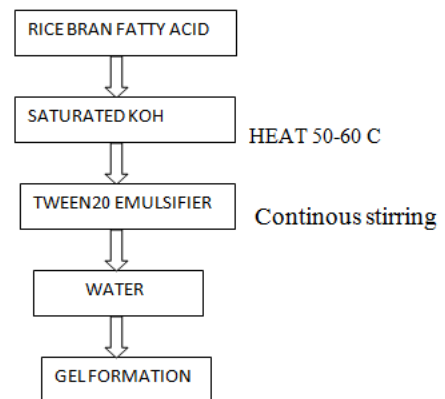 RICE BRAN FATTY ACID
SATURATED KOH
HEAT 50-60 C
TWEEN20 EMULSIFIER
Continous stirring
WATER
GEL FORMATION